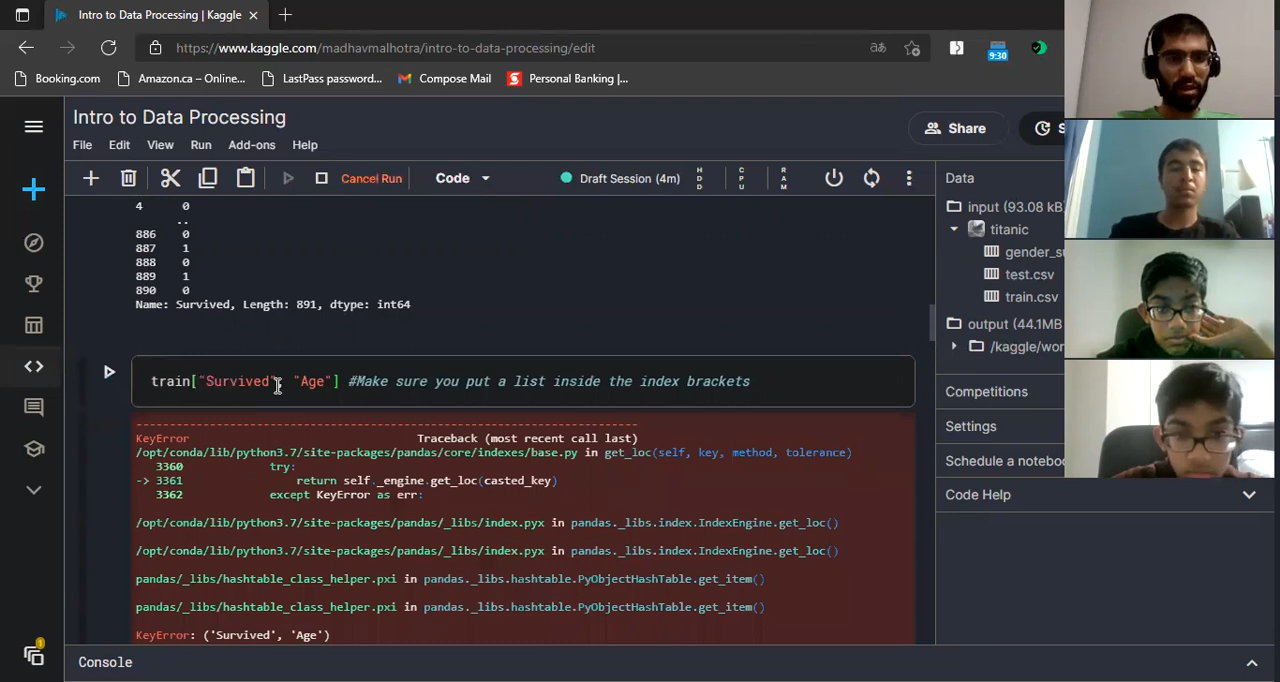 Intro to Data Processing | Kaggle
https://www.kaggle.com/madhavmalhotra/intro-to-data-processing/edit
9:30
Booking.com
Amazon.ca – Online...
LastPass password...
Compose Mail
Personal Banking |...
Intro to Data Processing
Share
File Edit View Run Add-ons Help
Cancel Run
Code
Draft Session (4m)
HDD
CPU
RAM
4 0
..
886 0
887 1
888 0
889 1
890 0
Name: Survived, Length: 891, dtype: int64
train["Survived", "Age"] #Make sure you put a list inside the index brackets
KeyError Traceback (most recent call last)
/opt/conda/lib/python3.7/site-packages/pandas/core/indexes/base.py in get_loc(self, key, method, tolerance)
3360 try:
-> 3361 return self._engine.get_loc(casted_key)
3362 except KeyError as err:
/opt/conda/lib/python3.7/site-packages/pandas/_libs/index.pyx in pandas._libs.index.IndexEngine.get_loc()
/opt/conda/lib/python3.7/site-packages/pandas/_libs/index.pyx in pandas._libs.index.IndexEngine.get_loc()
pandas/_libs/hashtable_class_helper.pxi in pandas._libs.hashtable.PyObjectHashTable.get_item()
pandas/_libs/hashtable_class_helper.pxi in pandas._libs.hashtable.PyObjectHashTable.get_item()
KeyError: ('Survived', 'Age')
Console
1
Data
input (93.08 kB
titanic
gender_su
test.csv
train.csv
output (44.1MB
/kaggle/wor
Competitions
Settings
Schedule a noteboo
Code Help